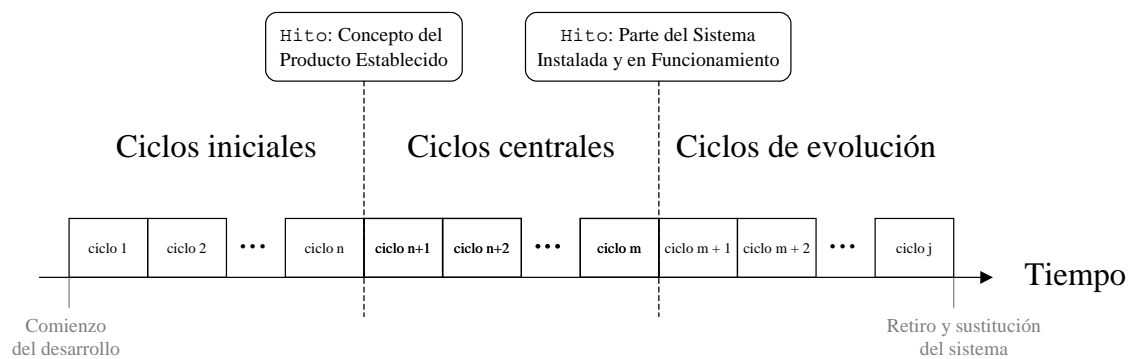 Hito: Concepto del
Producto Establecido
Hito: Parte del Sistema
Instalada y en Funcionamiento
Ciclos iniciales
Ciclos centrales
Ciclos de evolución
ciclo 1
ciclo 2
•••
ciclo n
ciclo n+1
ciclo n+2
•••
ciclo m
ciclo m + 1
ciclo m + 2
•••
ciclo j
Tiempo
Comienzo
del desarrollo
Retiro y sustitución
del sistema